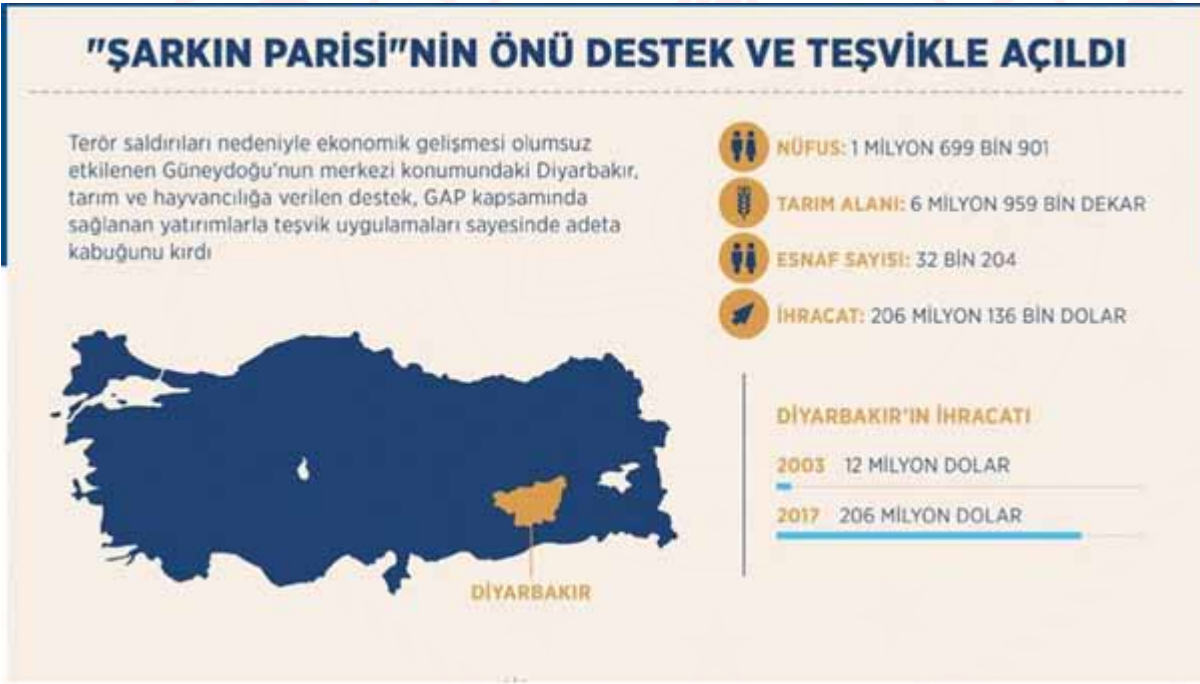 "ŞARKIN PARİSİ"NİN ÖNÜ DESTEK VE TEŞVİKLE AÇILDI
Terör saldırıları nedeniyle ekonomik gelişmesi olumsuz
etkilenen Güneydoğu'nun merkezi konumundaki Diyarbakır,
tarım ve hayvancılığa verilen destek, GAP kapsamında
sağlanan yatırımlarla teşvik uygulamaları sayesinde adeta
kabuğunu kırdı
NÜFUS: 1 MİLYON 699 BİN 901
TARIM ALANI: 6 MİLYON 959 BİN DEKAR
ESNAF SAYISI: 32 BİN 204
İHRACAT: 206 MİLYON 136 BİN DOLAR
DİYARBAKIR'IN İHRACATI
2003 12 MİLYON DOLAR
2017 206 MİLYON DOLAR
DİYARBAKIR